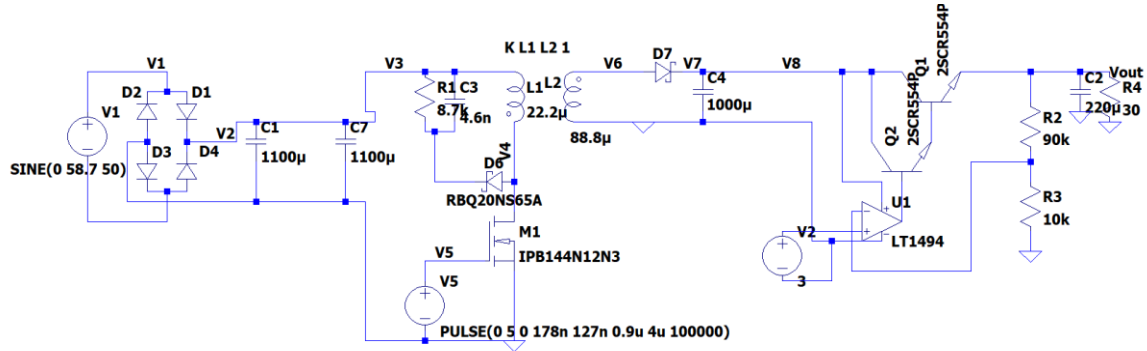 V1
D2
D1
V1
V2
D3
D4
SINE(0 58.7 50)
C1
1100µ
C7
1100µ
V3
R1
8.7k
C3
4.6n
K L1 L2 1
L1
22.2µ
L2
88.8µ
V4
D6
RBQ20NS65A
M1
IPB144N12N3
V5
V5
PULSE(0 5 0 178n 127n 0.9u 4u 100000)
V6
D7
V7
C4
1000µ
V8
Q1
2SCR554P
Q2
2SCR554P
U1
LT1494
V2
3
R2
90k
R3
10k
Vout
C2
220µ
R4
30